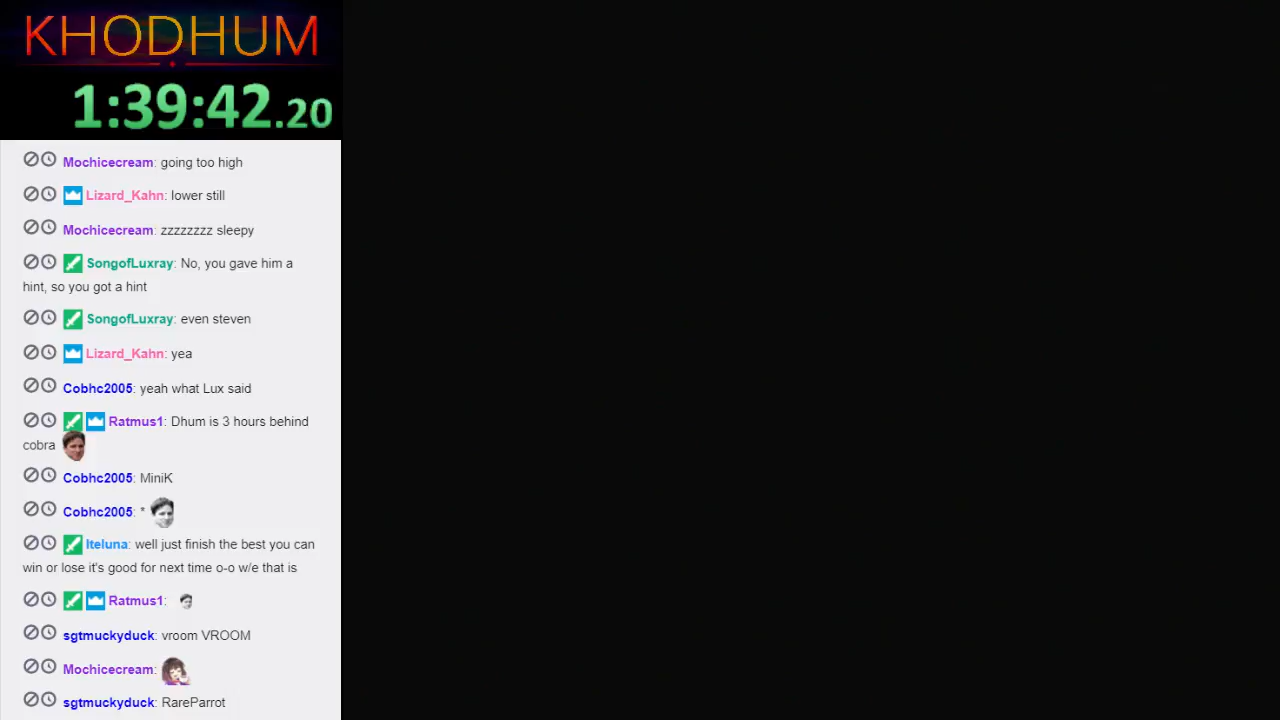 KHODHUM
1:39:42.20
Mochicecream: going too high
Lizard_Kahn: lower still
Mochicecream: zzzzzzzz sleepy
SongofLuxray: No, you gave him a
hint, so you got a hint
SongofLuxray: even steven
Lizard_Kahn: yea
Cobhc2005: yeah what Lux said
Ratmus1: Dhum is 3 hours behind
cobra
Cobhc2005: MiniK
Cobhc2005: *
Iteluna: well just finish the best you can
win or lose it's good for next time o-o w/e that is
Ratmus1:
sgtmuckyduck: vroom VROOM
Mochicecream:
sgtmuckyduck: RareParrot